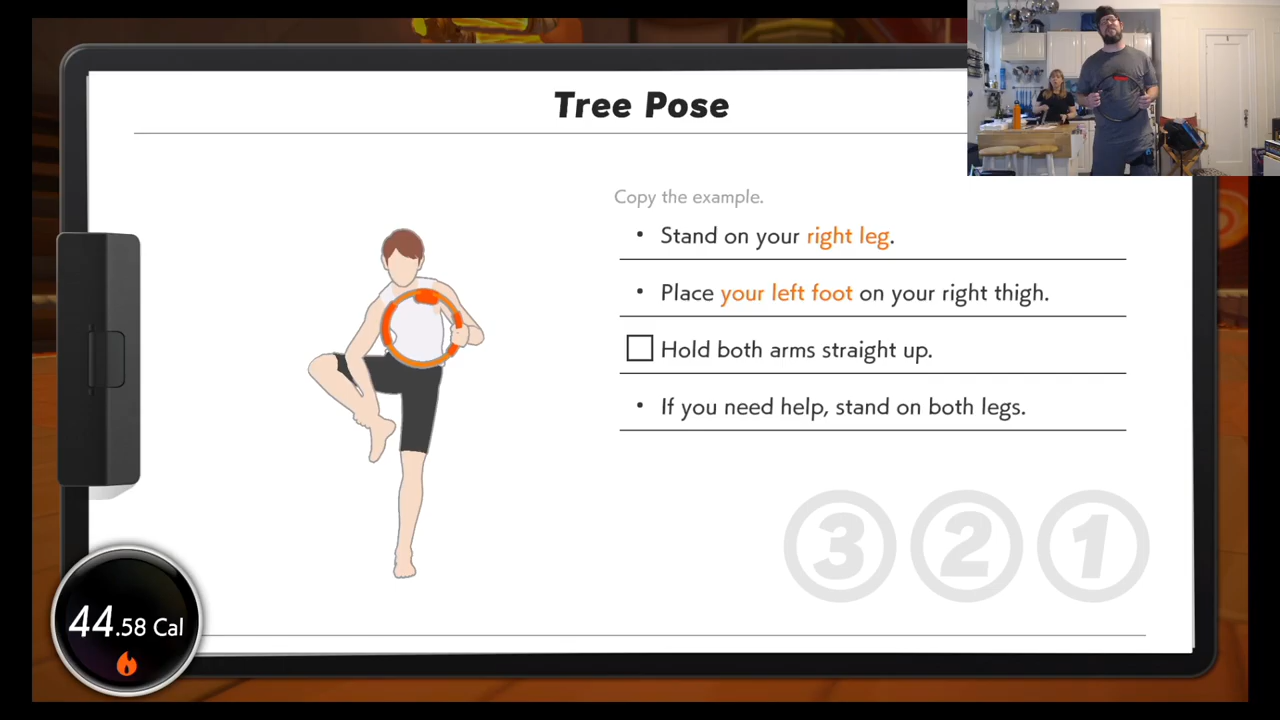 Tree Pose
Copy the example.
• Stand on your right leg.
• Place your left foot on your right thigh.
Hold both arms straight up.
• If you need help, stand on both legs.
3 2 1
44.58 Cal